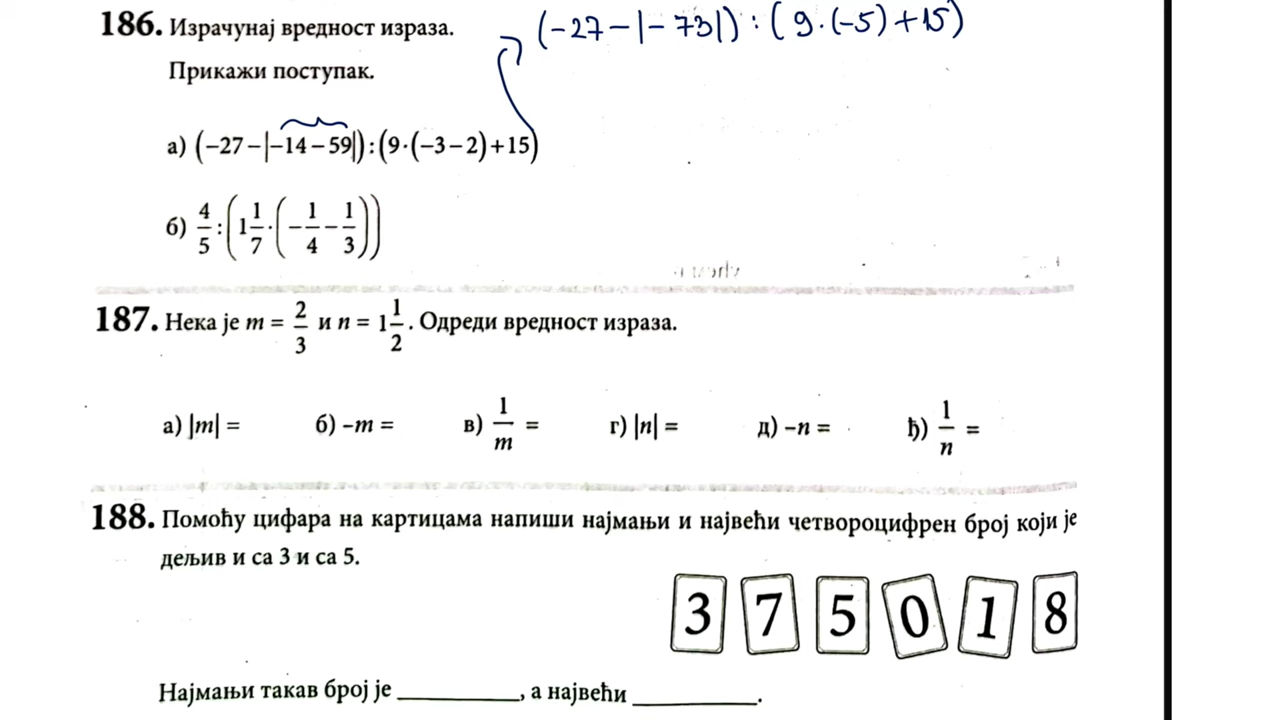 186. Израчунај вредност израза.
(-27-|-73|):(9·(-5)+15)
Прикажи поступак.
а) (−27−|−14−59|):(9·(−3−2)+15)
б) 4/5 : (1 1/7 · (−1/4 − 1/3))
187. Нека је m = 2/3 и n = 1 1/2. Одреди вредност израза.
а) |m| = б) −m = в) 1/m = г) |n| = д) −n = ђ) 1/n =
188. Помоћу цифара на картицама напиши најмањи и највећи четвороцифрен број који је
дељив и са 3 и са 5.
3 7 5 0 1 8
Најмањи такав број је __________, а највећи __________.